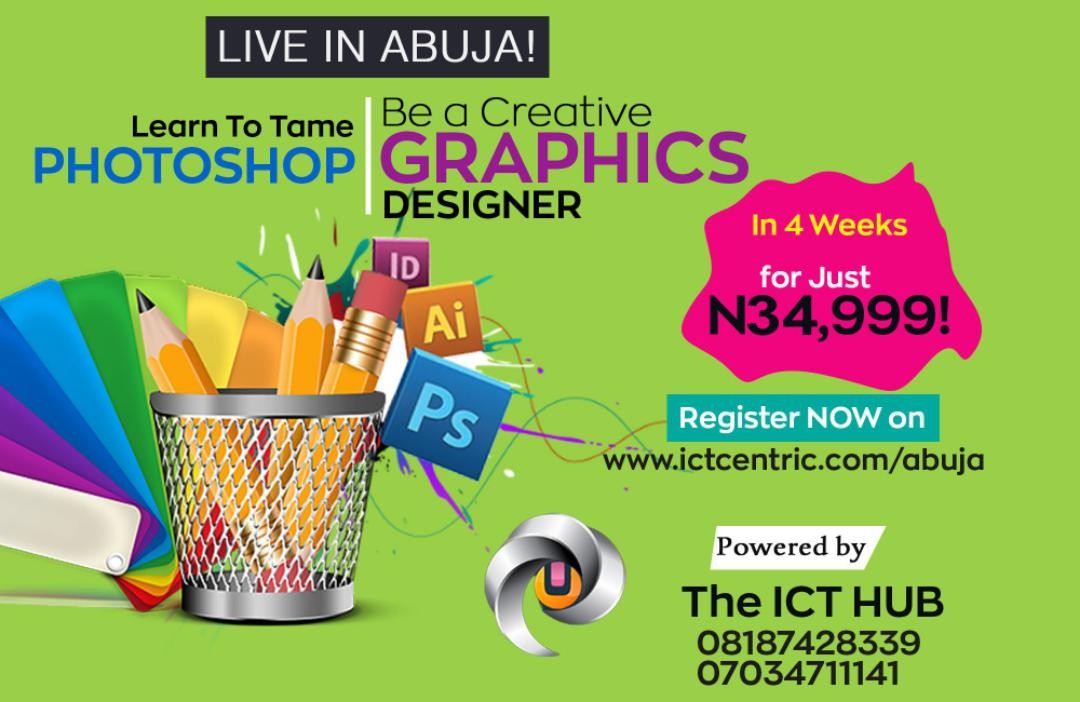 LIVE IN ABUJA!
Learn To Tame
PHOTOSHOP
Be a Creative
GRAPHICS
DESIGNER
In 4 Weeks
for Just
N34,999!
ID
Ai
Ps
Register NOW on
www.ictcentric.com/abuja
Powered by
The ICT HUB
08187428339
07034711141